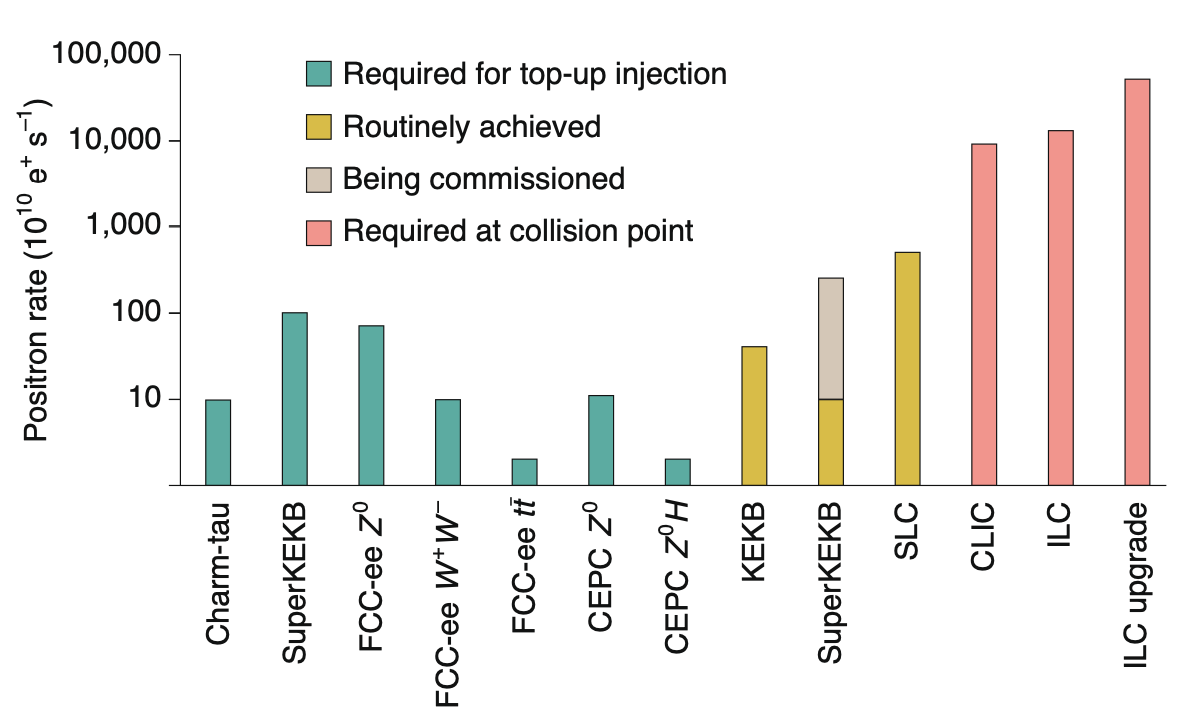 Positron rate (10¹⁰ e⁺ s⁻¹)
100,000
10,000
1,000
100
10
Required for top-up injection
Routinely achieved
Being commissioned
Required at collision point
Charm-tau
SuperKEKB
FCC-ee Z⁰
FCC-ee W⁺W⁻
FCC-ee tt̄
CEPC Z⁰
CEPC Z⁰H
KEKB
SuperKEKB
SLC
CLIC
ILC
ILC upgrade